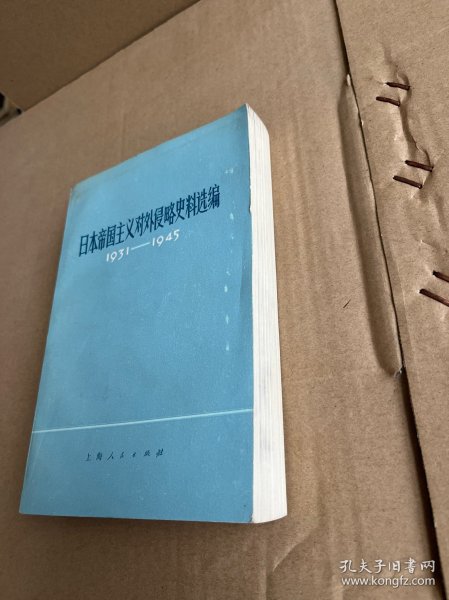 日本帝国主义对外侵略史料选编
1931——1945
上海人民出版社
孔夫子旧书网
www.kongfz.com